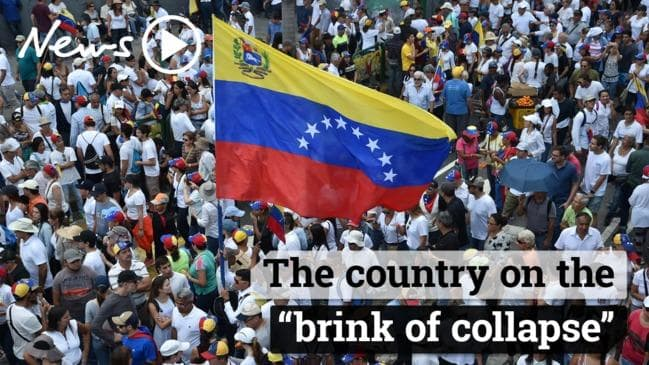 News
The country on the
“brink of collapse”